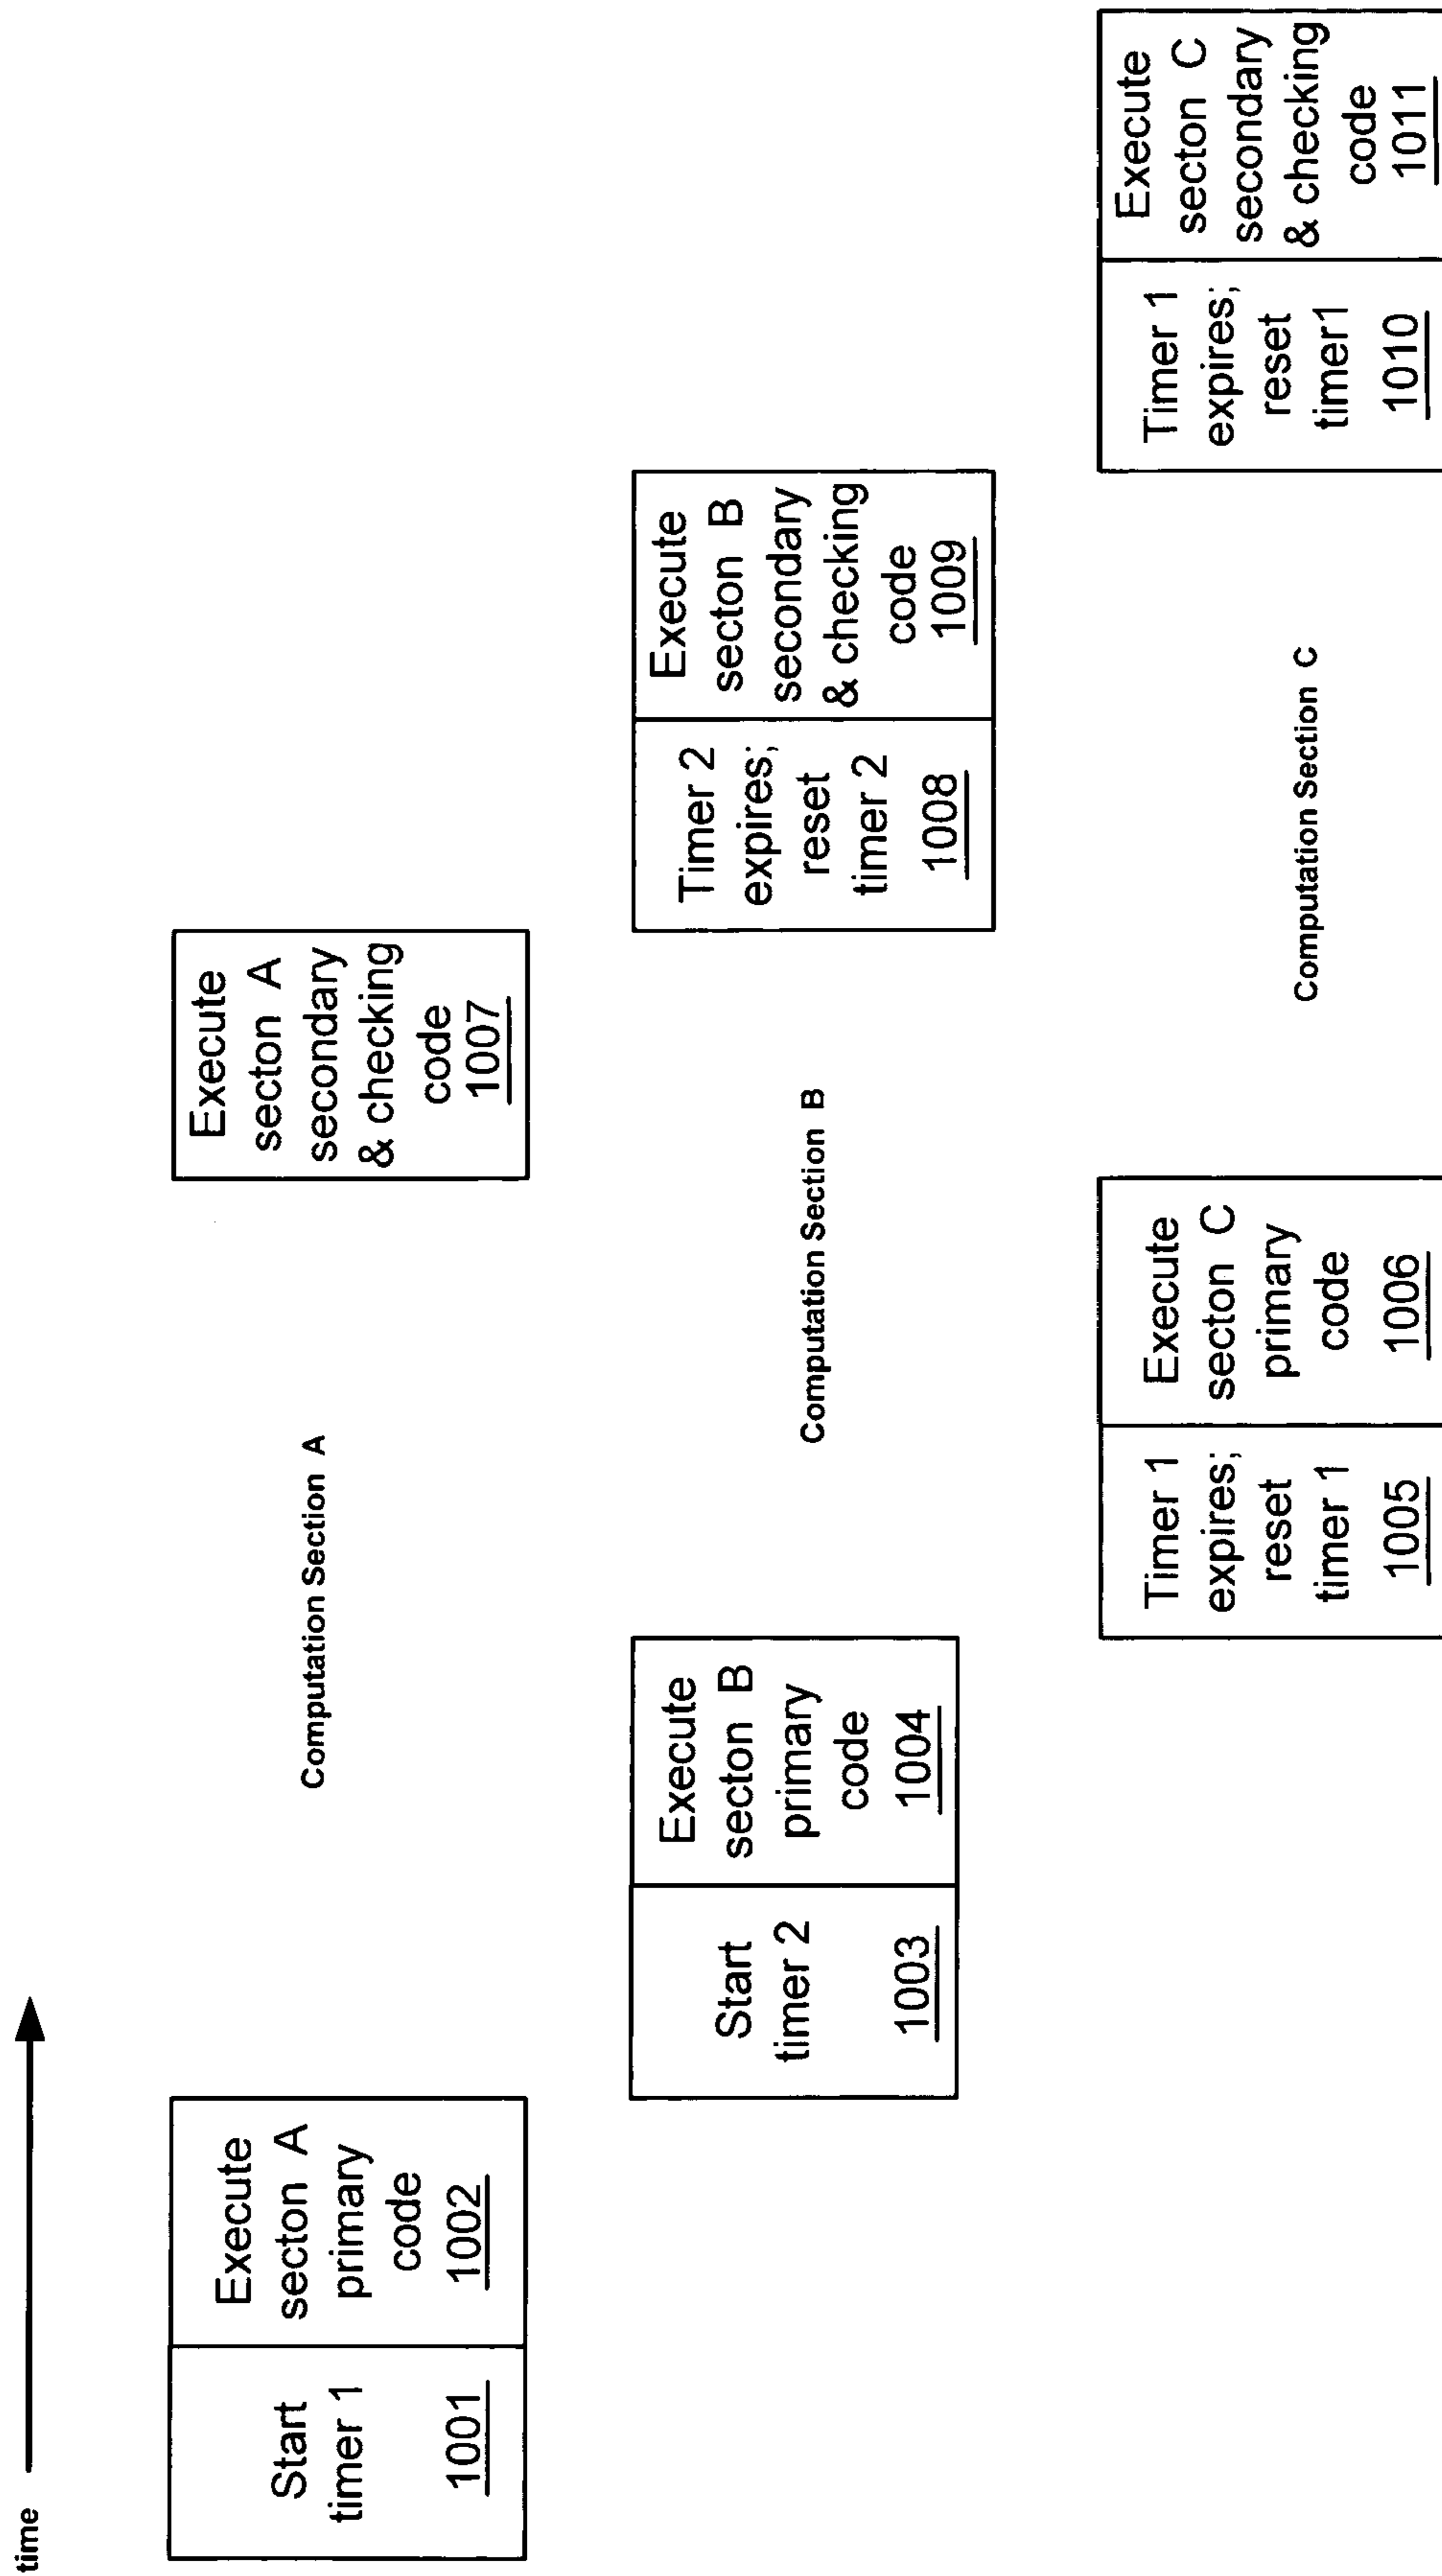 time
Start
timer 1
1001
Execute
secton A
primary
code
1002
Computation Section A
Execute
secton A
secondary
& checking
code
1007
Start
timer 2
1003
Execute
secton B
primary
code
1004
Computation Section B
Timer 2
expires;
reset
timer 2
1008
Execute
secton B
secondary
& checking
code
1009
Timer 1
expires;
reset
timer 1
1005
Execute
secton C
primary
code
1006
Computation Section C
Timer 1
expires;
reset
timer1
1010
Execute
secton C
secondary
& checking
code
1011